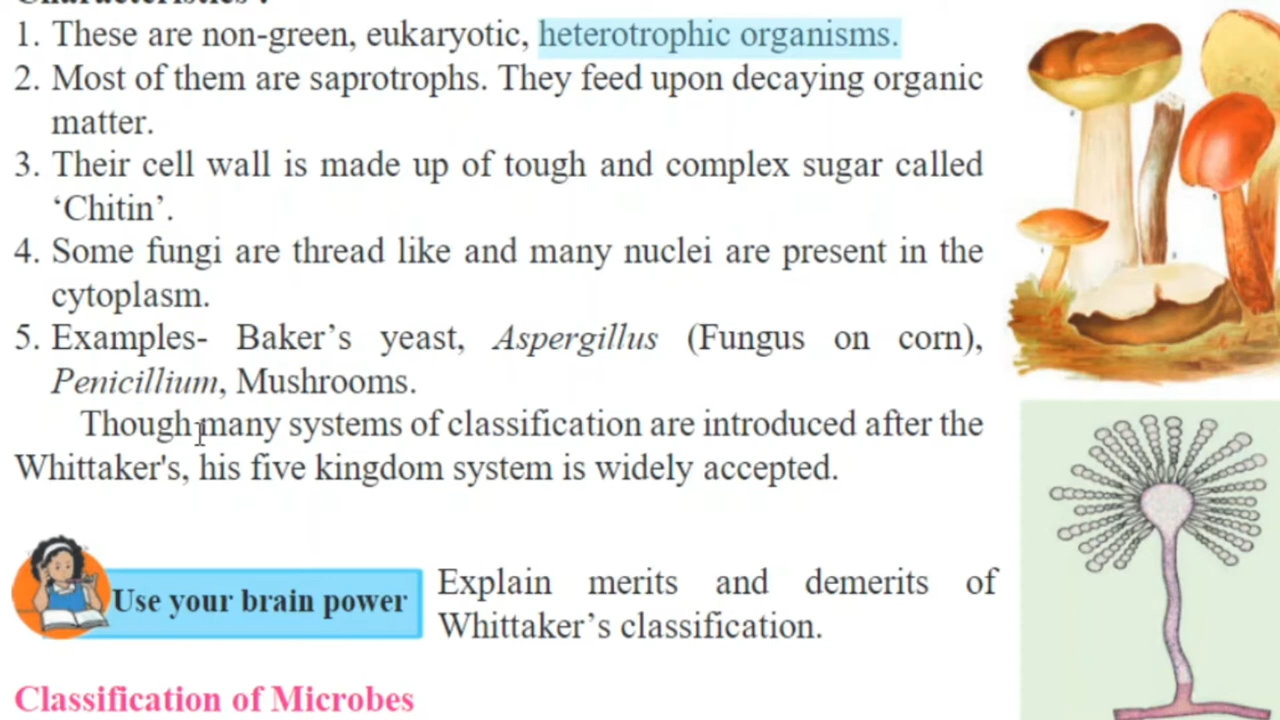 Characteristics :
1. These are non-green, eukaryotic, heterotrophic organisms.
2. Most of them are saprotrophs. They feed upon decaying organic
matter.
3. Their cell wall is made up of tough and complex sugar called
‘Chitin’.
4. Some fungi are thread like and many nuclei are present in the
cytoplasm.
5. Examples- Baker’s yeast, Aspergillus (Fungus on corn),
Penicillium, Mushrooms.
Though many systems of classification are introduced after the
Whittaker's, his five kingdom system is widely accepted.
Use your brain power
Explain merits and demerits of
Whittaker’s classification.
Classification of Microbes